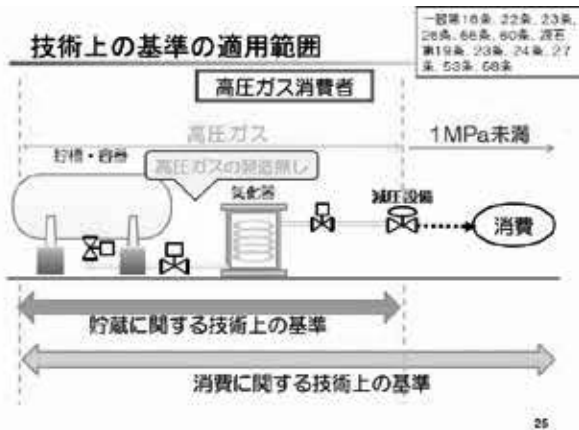 技術上の基準の適用範囲
一般第18条、22条、23条、
26条、55条、60条、液石
第19条、23条、24条、27
条、53条、58条
高圧ガス消費者
高圧ガス
1MPa未満
貯槽・容器
高圧ガスの製造無し
気化器
減圧設備
消費
貯蔵に関する技術上の基準
消費に関する技術上の基準
25